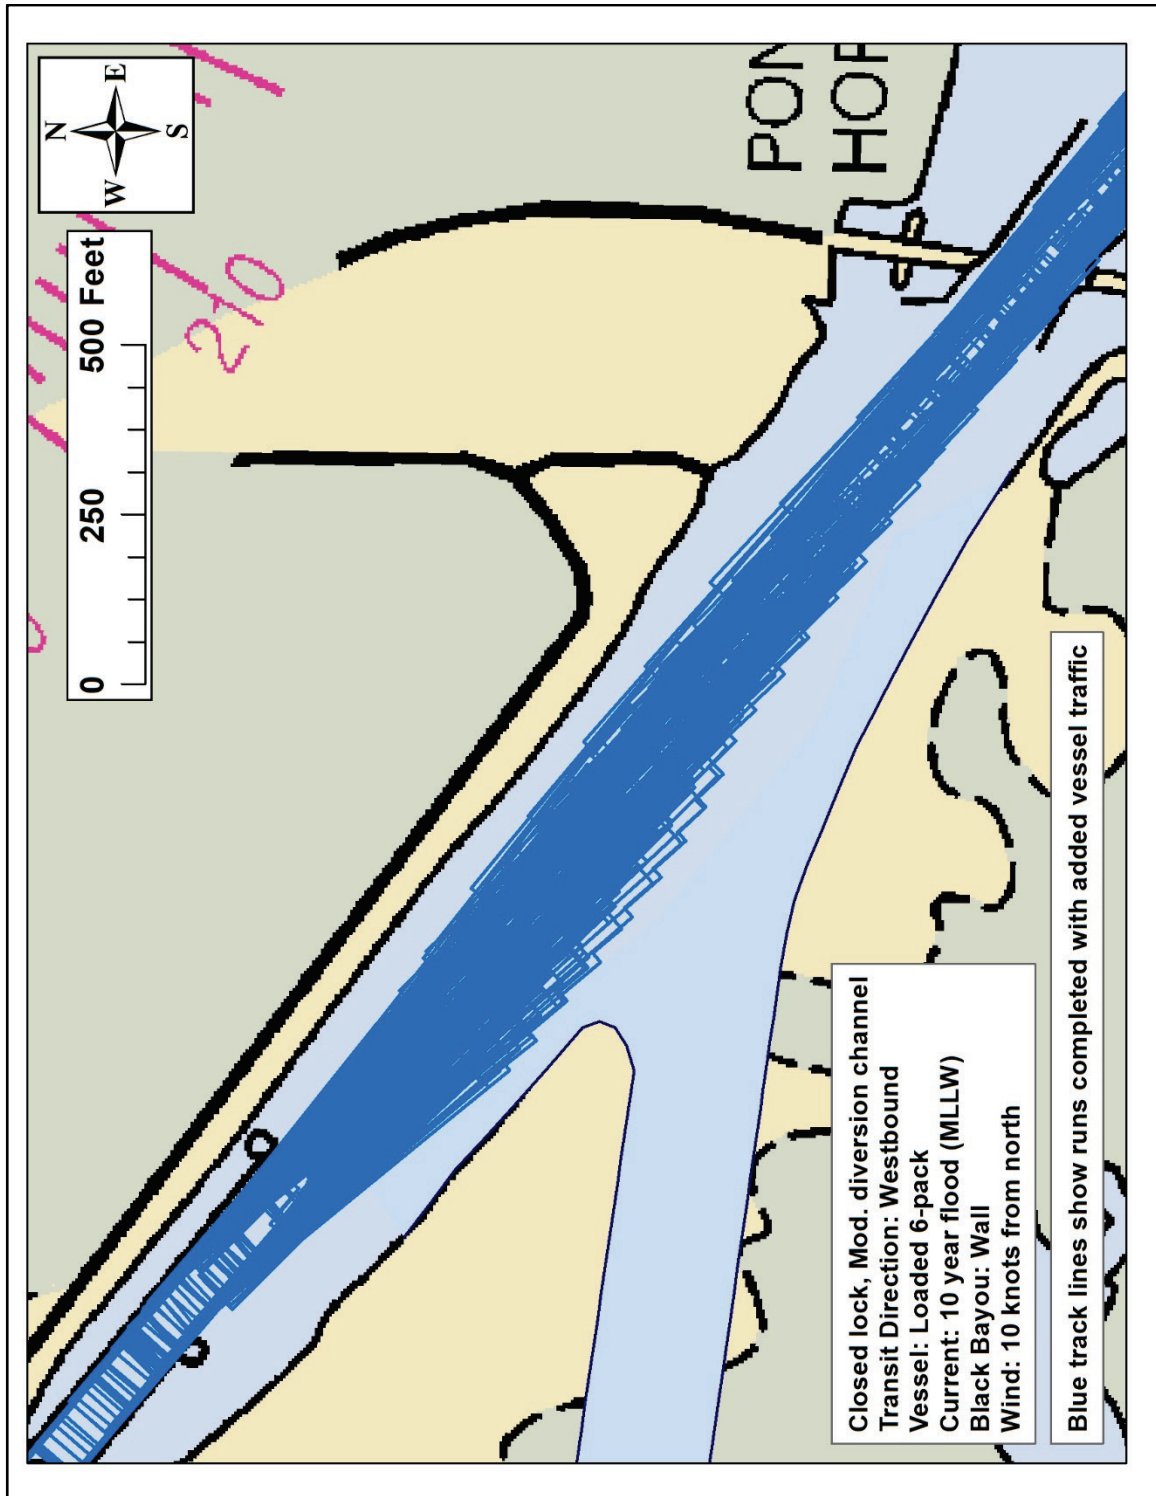 N
W E
S
0 250 500 Feet
210
PON
HOF
Closed lock, Mod. diversion channel
Transit Direction: Westbound
Vessel: Loaded 6-pack
Current: 10 year flood (MLLW)
Black Bayou: Wall
Wind: 10 knots from north
Blue track lines show runs completed with added vessel traffic